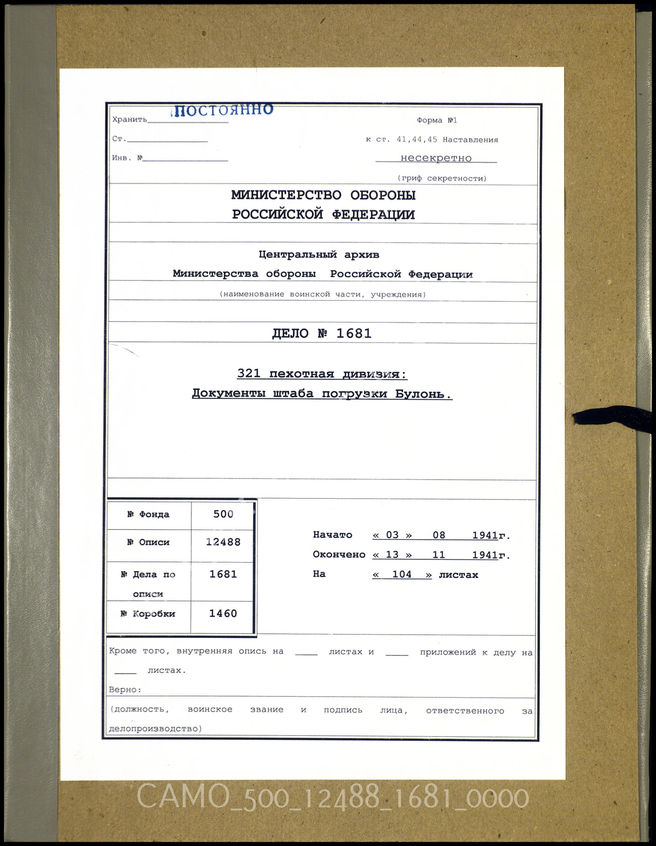 Хранить ПОСТОЯННО
Форма №1
Ст.
к ст. 41,44,45 Наставления
Инв. №
несекретно
(гриф секретности)
МИНИСТЕРСТВО ОБОРОНЫ
РОССИЙСКОЙ ФЕДЕРАЦИИ
Центральный архив
Министерства обороны Российской Федерации
(наименование воинской части, учреждения)
ДЕЛО № 1681
321 пехотная дивизия:
Документы штаба погрузки Булонь.
№ Фонда 500
№ Описи 12488
№ Дела по описи 1681
№ Коробки 1460
Начато « 03 » 08 1941г.
Окончено « 13 » 11 1941г.
На « 104 » листах
Кроме того, внутренняя опись на ____ листах и ____ приложений к делу на
____ листах.
Верно:
(должность, воинское звание и подпись лица, ответственного за
делопроизводство)
CAMO_500_12488_1681_0000